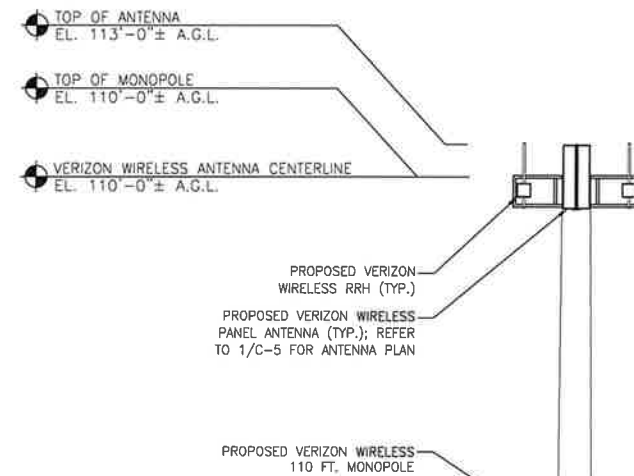 TOP OF ANTENNA
EL. 113'-0"± A.G.L.
TOP OF MONOPOLE
EL. 110'-0"± A.G.L.
VERIZON WIRELESS ANTENNA CENTERLINE
EL. 110'-0"± A.G.L.
PROPOSED VERIZON
WIRELESS RRH (TYP.)
PROPOSED VERIZON WIRELESS
PANEL ANTENNA (TYP.); REFER
TO 1/C-5 FOR ANTENNA PLAN
PROPOSED VERIZON WIRELESS
110 FT. MONOPOLE